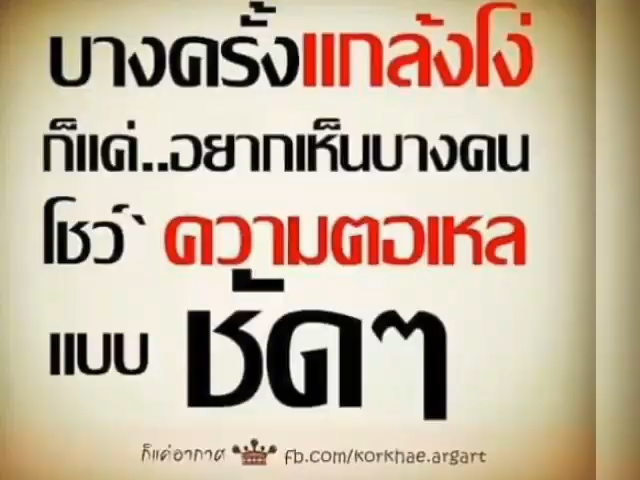 บางครั้งแกล้งโง่
ก็แค่..อยากเห็นบางคน
โชว์` ความตอเหล
แบบ ชัดๆ
ก็แค่อากาศ fb.com/korkhae.argart